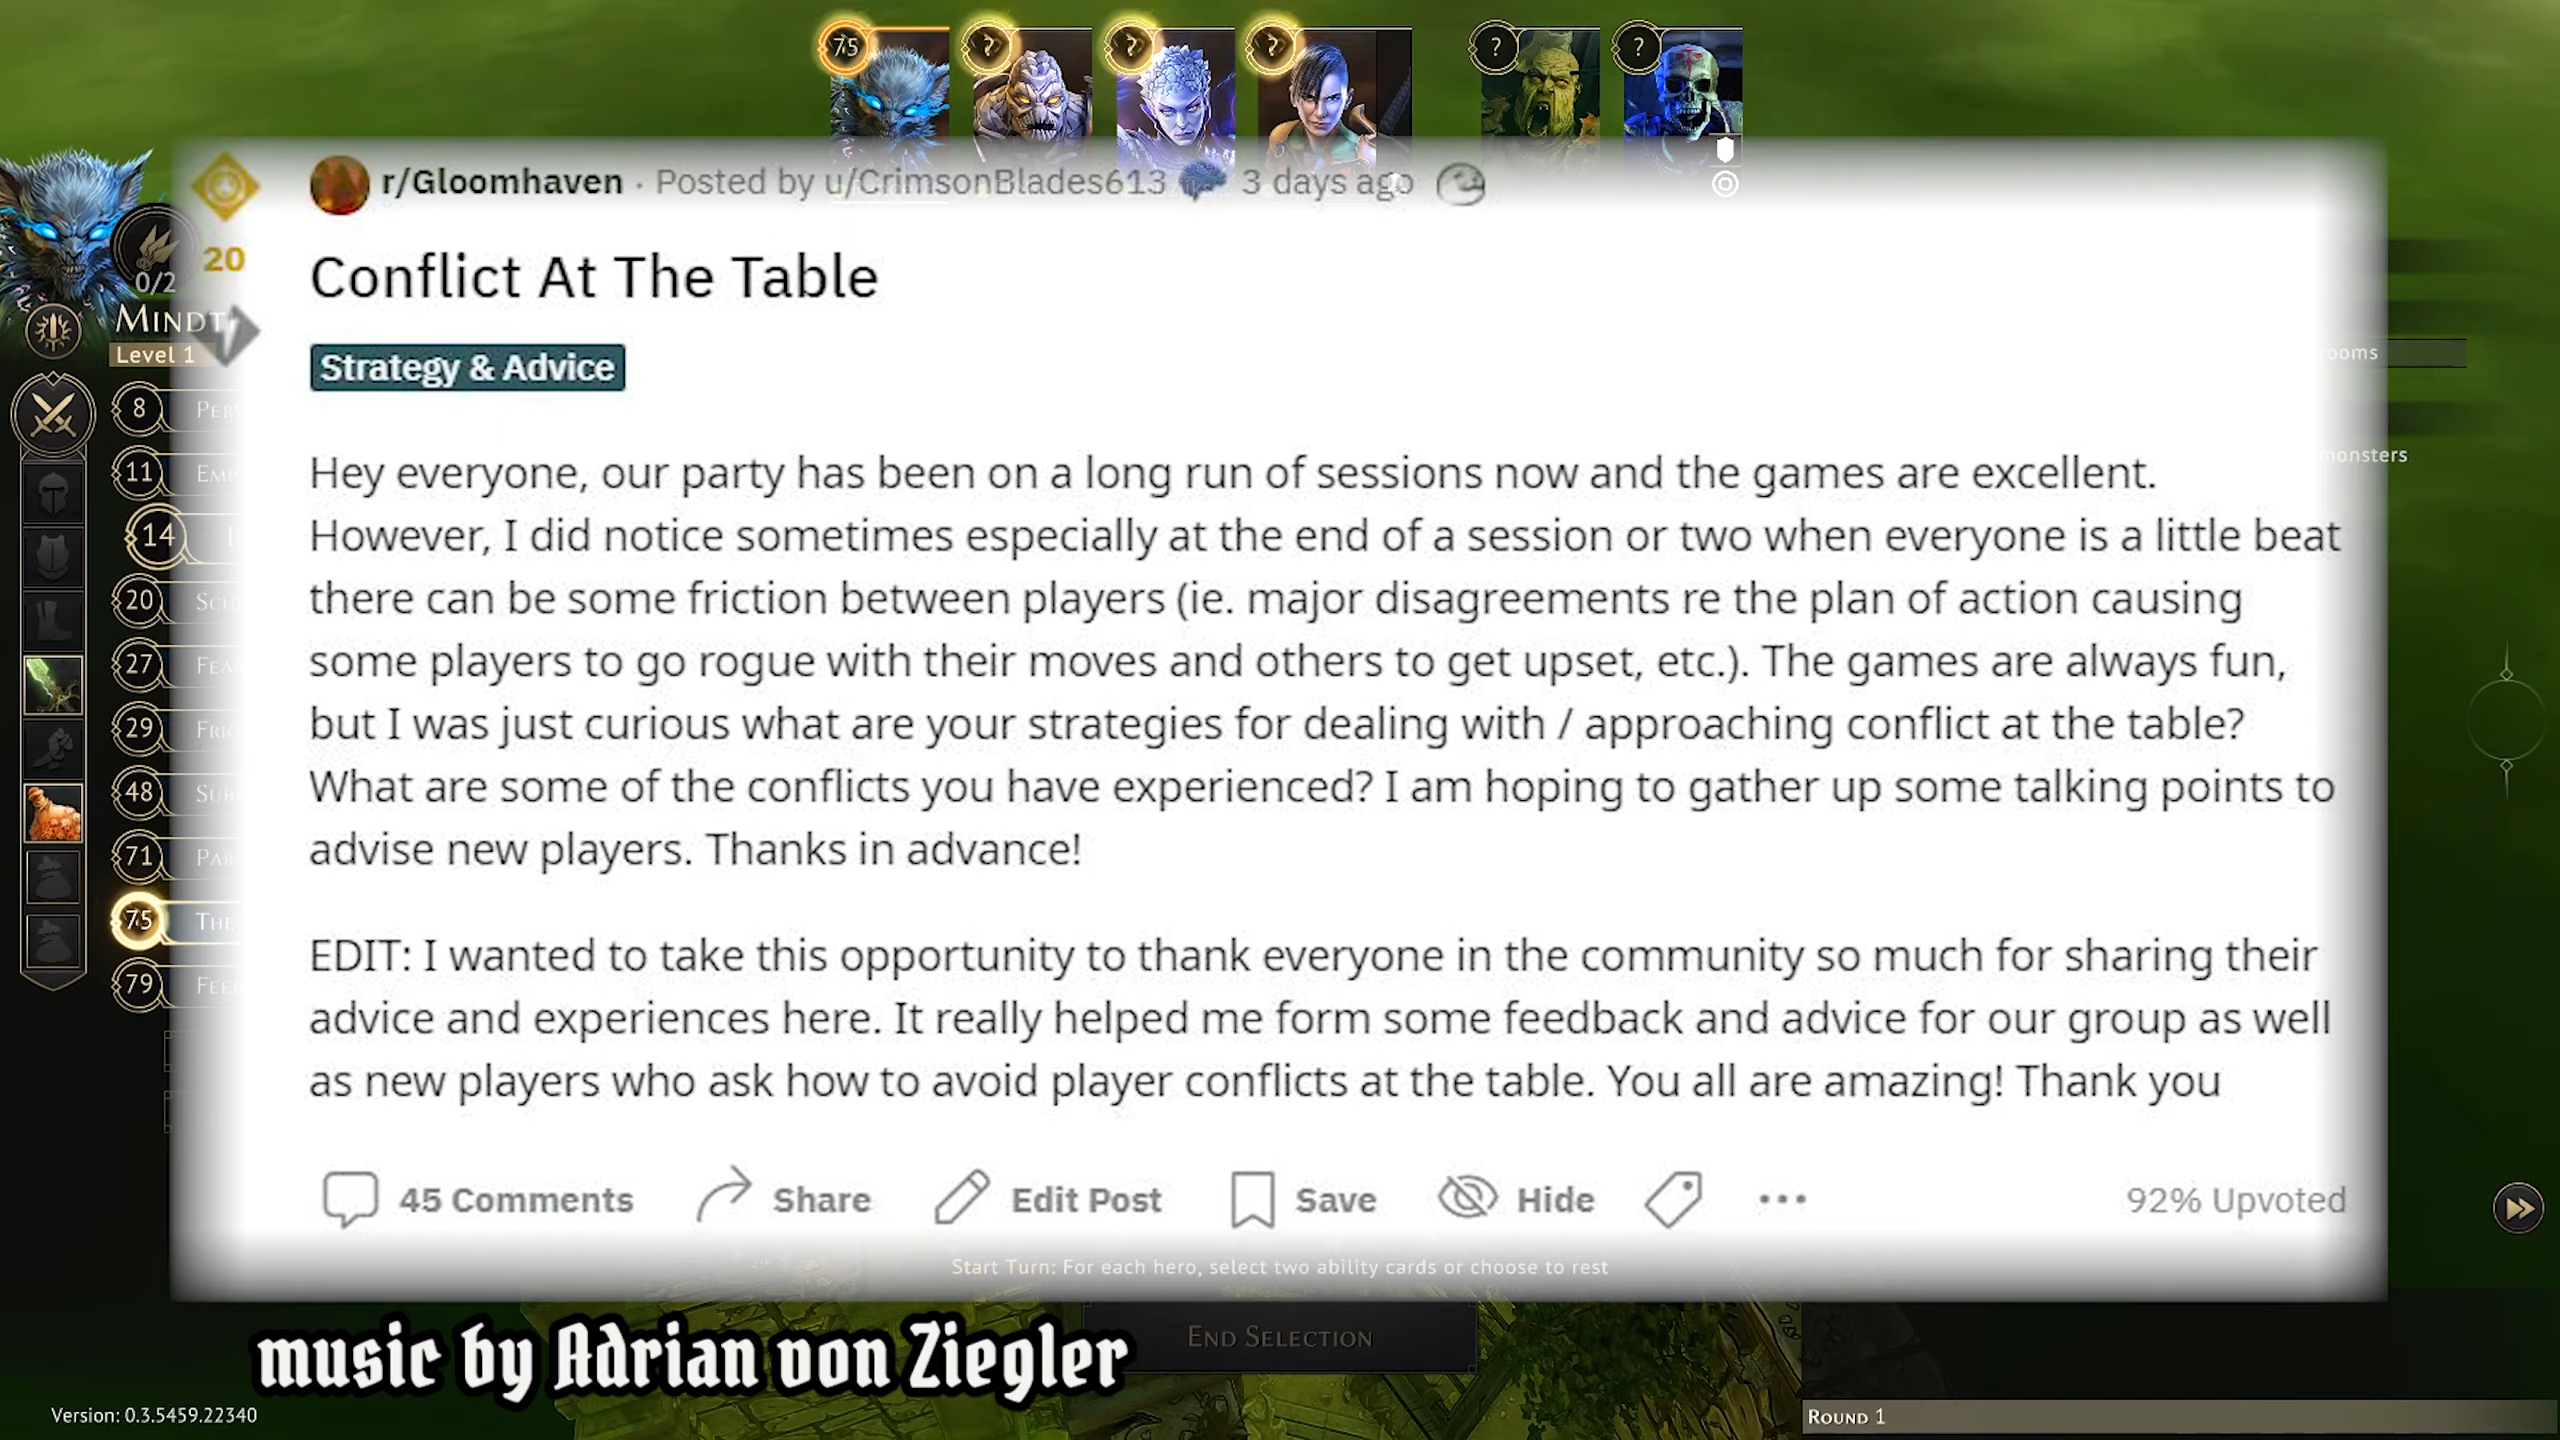 75 ? ? ? ? ?
r/Gloomhaven · Posted by u/CrimsonBlades613 3 days ago
0/2
20
Level 1
Conflict At The Table
Strategy & Advice
Hey everyone, our party has been on a long run of sessions now and the games are excellent.
However, I did notice sometimes especially at the end of a session or two when everyone is a little beat
there can be some friction between players (ie. major disagreements re the plan of action causing
some players to go rogue with their moves and others to get upset, etc.). The games are always fun,
but I was just curious what are your strategies for dealing with / approaching conflict at the table?
What are some of the conflicts you have experienced? I am hoping to gather up some talking points to
advise new players. Thanks in advance!
EDIT: I wanted to take this opportunity to thank everyone in the community so much for sharing their
advice and experiences here. It really helped me form some feedback and advice for our group as well
as new players who ask how to avoid player conflicts at the table. You all are amazing! Thank you
45 Comments Share Edit Post Save Hide ... 92% Upvoted
8
11
14
20
27
29
48
71
75 The
79
monsters
Start Turn: For each hero, select two ability cards or choose to rest
End Selection
music by Adrian von Ziegler
Version: 0.3.5459.22340
Round 1